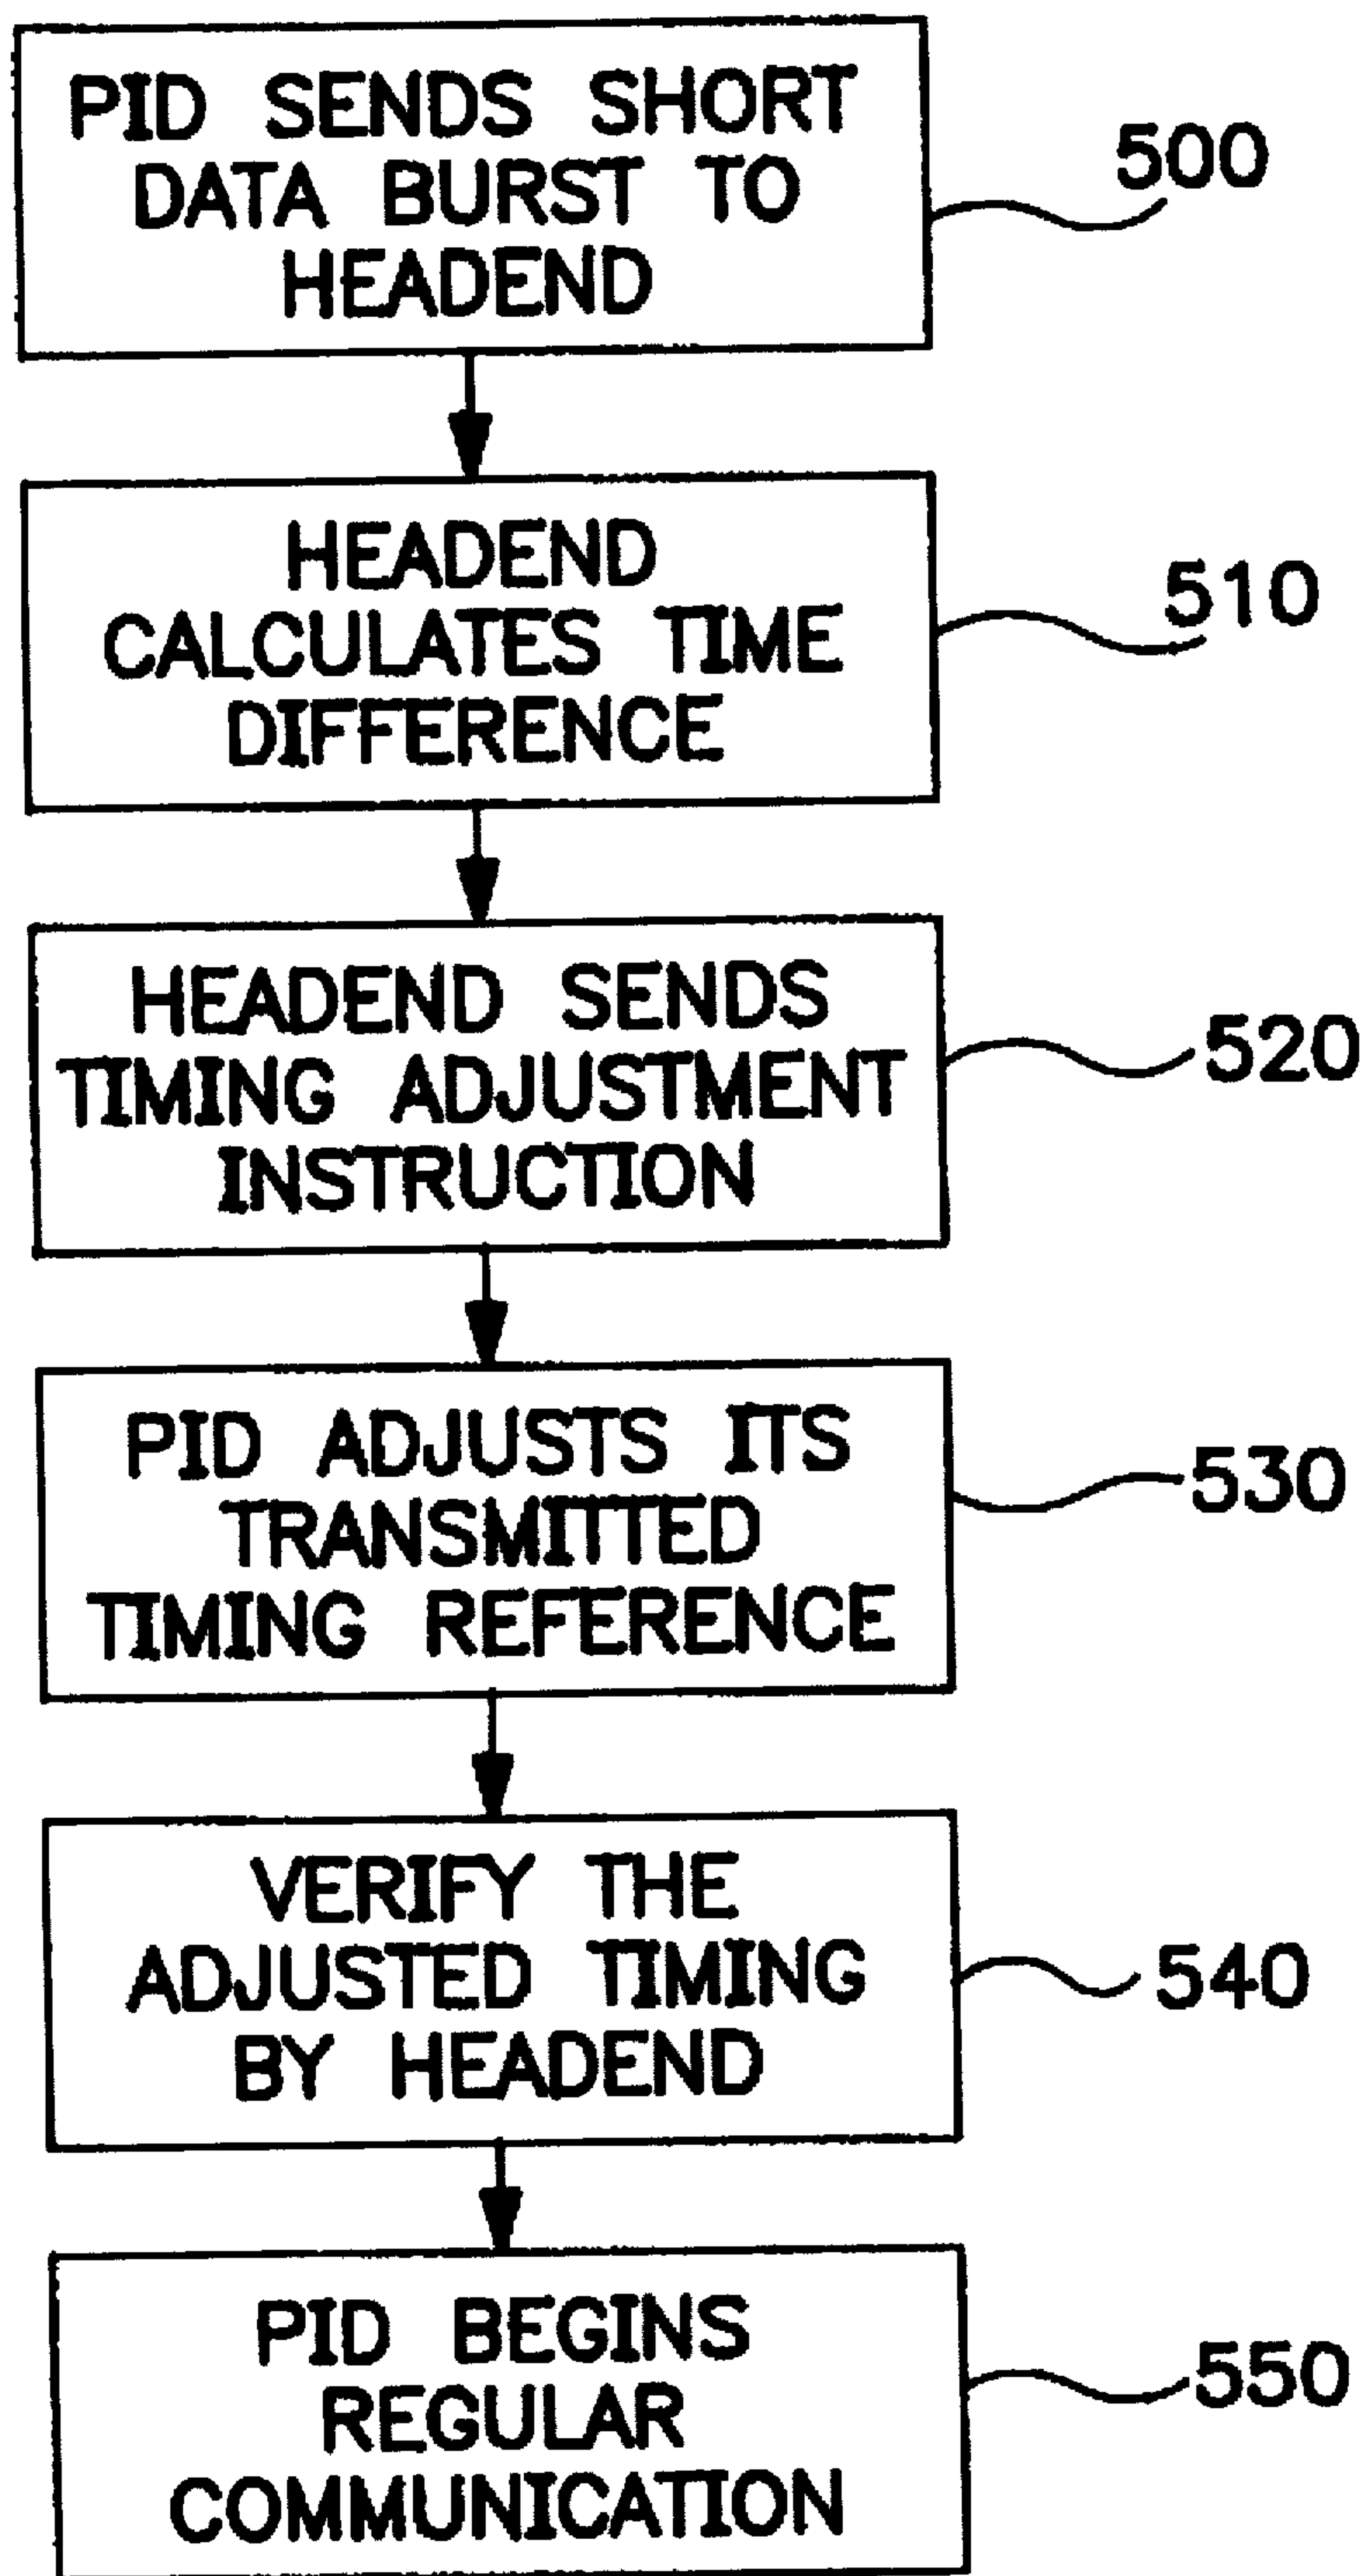 PID SENDS SHORT
DATA BURST TO
HEADEND
500
HEADEND
CALCULATES TIME
DIFFERENCE
510
HEADEND SENDS
TIMING ADJUSTMENT
INSTRUCTION
520
PID ADJUSTS ITS
TRANSMITTED
TIMING REFERENCE
530
VERIFY THE
ADJUSTED TIMING
BY HEADEND
540
PID BEGINS
REGULAR
COMMUNICATION
550